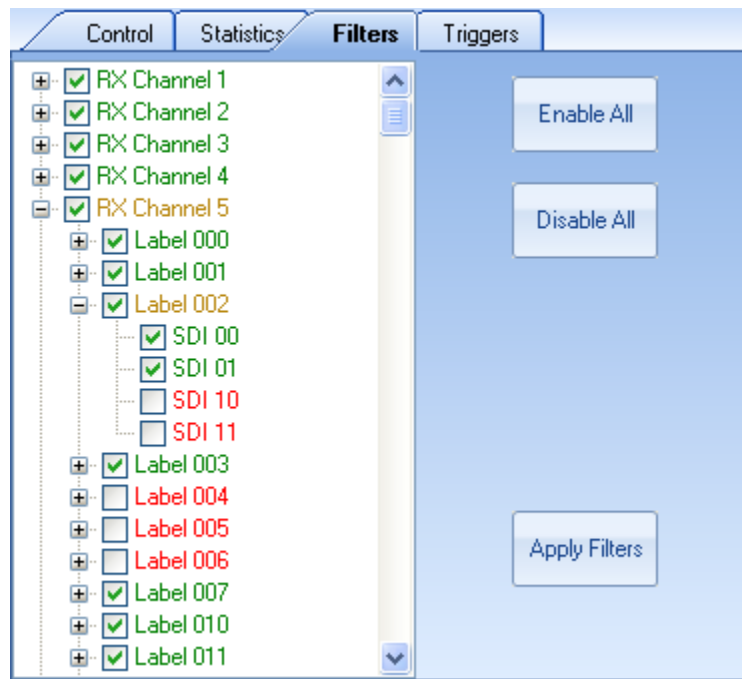 Control Statistics Filters Triggers
RX Channel 1
RX Channel 2
RX Channel 3
RX Channel 4
RX Channel 5
Label 000
Label 001
Label 002
SDI 00
SDI 01
SDI 10
SDI 11
Label 003
Label 004
Label 005
Label 006
Label 007
Label 010
Label 011
Enable All
Disable All
Apply Filters